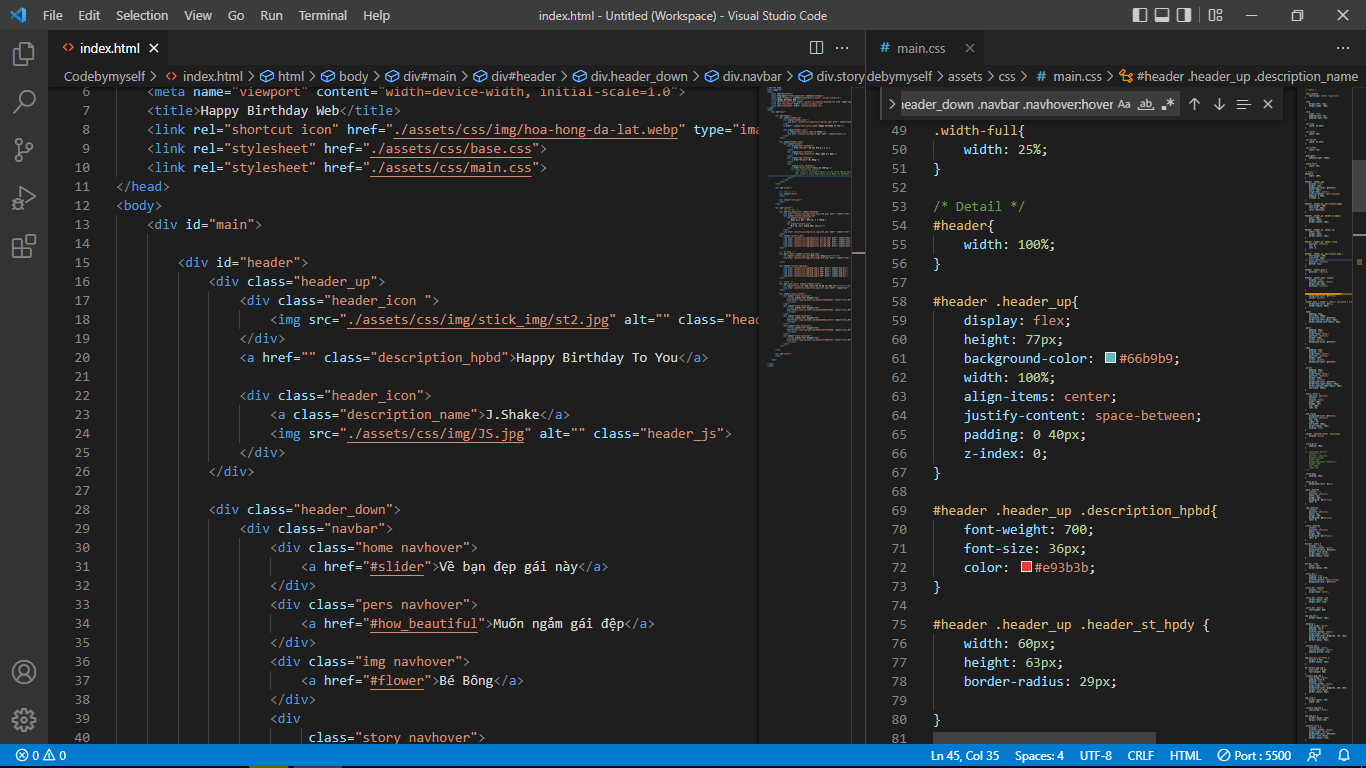 File Edit Selection View Go Run Terminal Help index.html - Untitled (Workspace) - Visual Studio Code
index.html
Codebymyself > index.html > html > body > div#main > div#header > div.header_down > div.navbar > div.story
6 <meta name="viewport" content="width=device-width, initial-scale=1.0">
7 <title>Happy Birthday Web</title>
8 <link rel="shortcut icon" href="./assets/css/img/hoa-hong-da-lat.webp" type="ima
9 <link rel="stylesheet" href="./assets/css/base.css">
10 <link rel="stylesheet" href="./assets/css/main.css">
11 </head>
12 <body>
13 <div id="main">
14
15 <div id="header">
16 <div class="header_up">
17 <div class="header_icon ">
18 <img src="./assets/css/img/stick_img/st2.jpg" alt="" class="head
19 </div>
20 <a href="" class="description_hpbd">Happy Birthday To You</a>
21
22 <div class="header_icon">
23 <a class="description_name">J.Shake</a>
24 <img src="./assets/css/img/JS.jpg" alt="" class="header_js">
25 </div>
26 </div>
27
28 <div class="header_down">
29 <div class="navbar">
30 <div class="home navhover">
31 <a href="#slider">Về bạn đẹp gái này</a>
32 </div>
33 <div class="pers navhover">
34 <a href="#how_beautiful">Muốn ngắm gái đệp</a>
35 </div>
36 <div class="img navhover">
37 <a href="#flower">Bé Bông</a>
38 </div>
39 <div
40 class="story navhover">
main.css
debymyself > assets > css > main.css > #header .header_up .description_name
header_down .navbar .navhover:hover Aa ab .*
49 .width-full{
50 width: 25%;
51 }
52
53 /* Detail */
54 #header{
55 width: 100%;
56 }
57
58 #header .header_up{
59 display: flex;
60 height: 77px;
61 background-color: #66b9b9;
62 width: 100%;
63 align-items: center;
64 justify-content: space-between;
65 padding: 0 40px;
66 z-index: 0;
67 }
68
69 #header .header_up .description_hpbd{
70 font-weight: 700;
71 font-size: 36px;
72 color: #e93b3b;
73 }
74
75 #header .header_up .header_st_hpdy {
76 width: 60px;
77 height: 63px;
78 border-radius: 29px;
79
80 }
81
0 0 Ln 45, Col 35 Spaces: 4 UTF-8 CRLF HTML Port : 5500